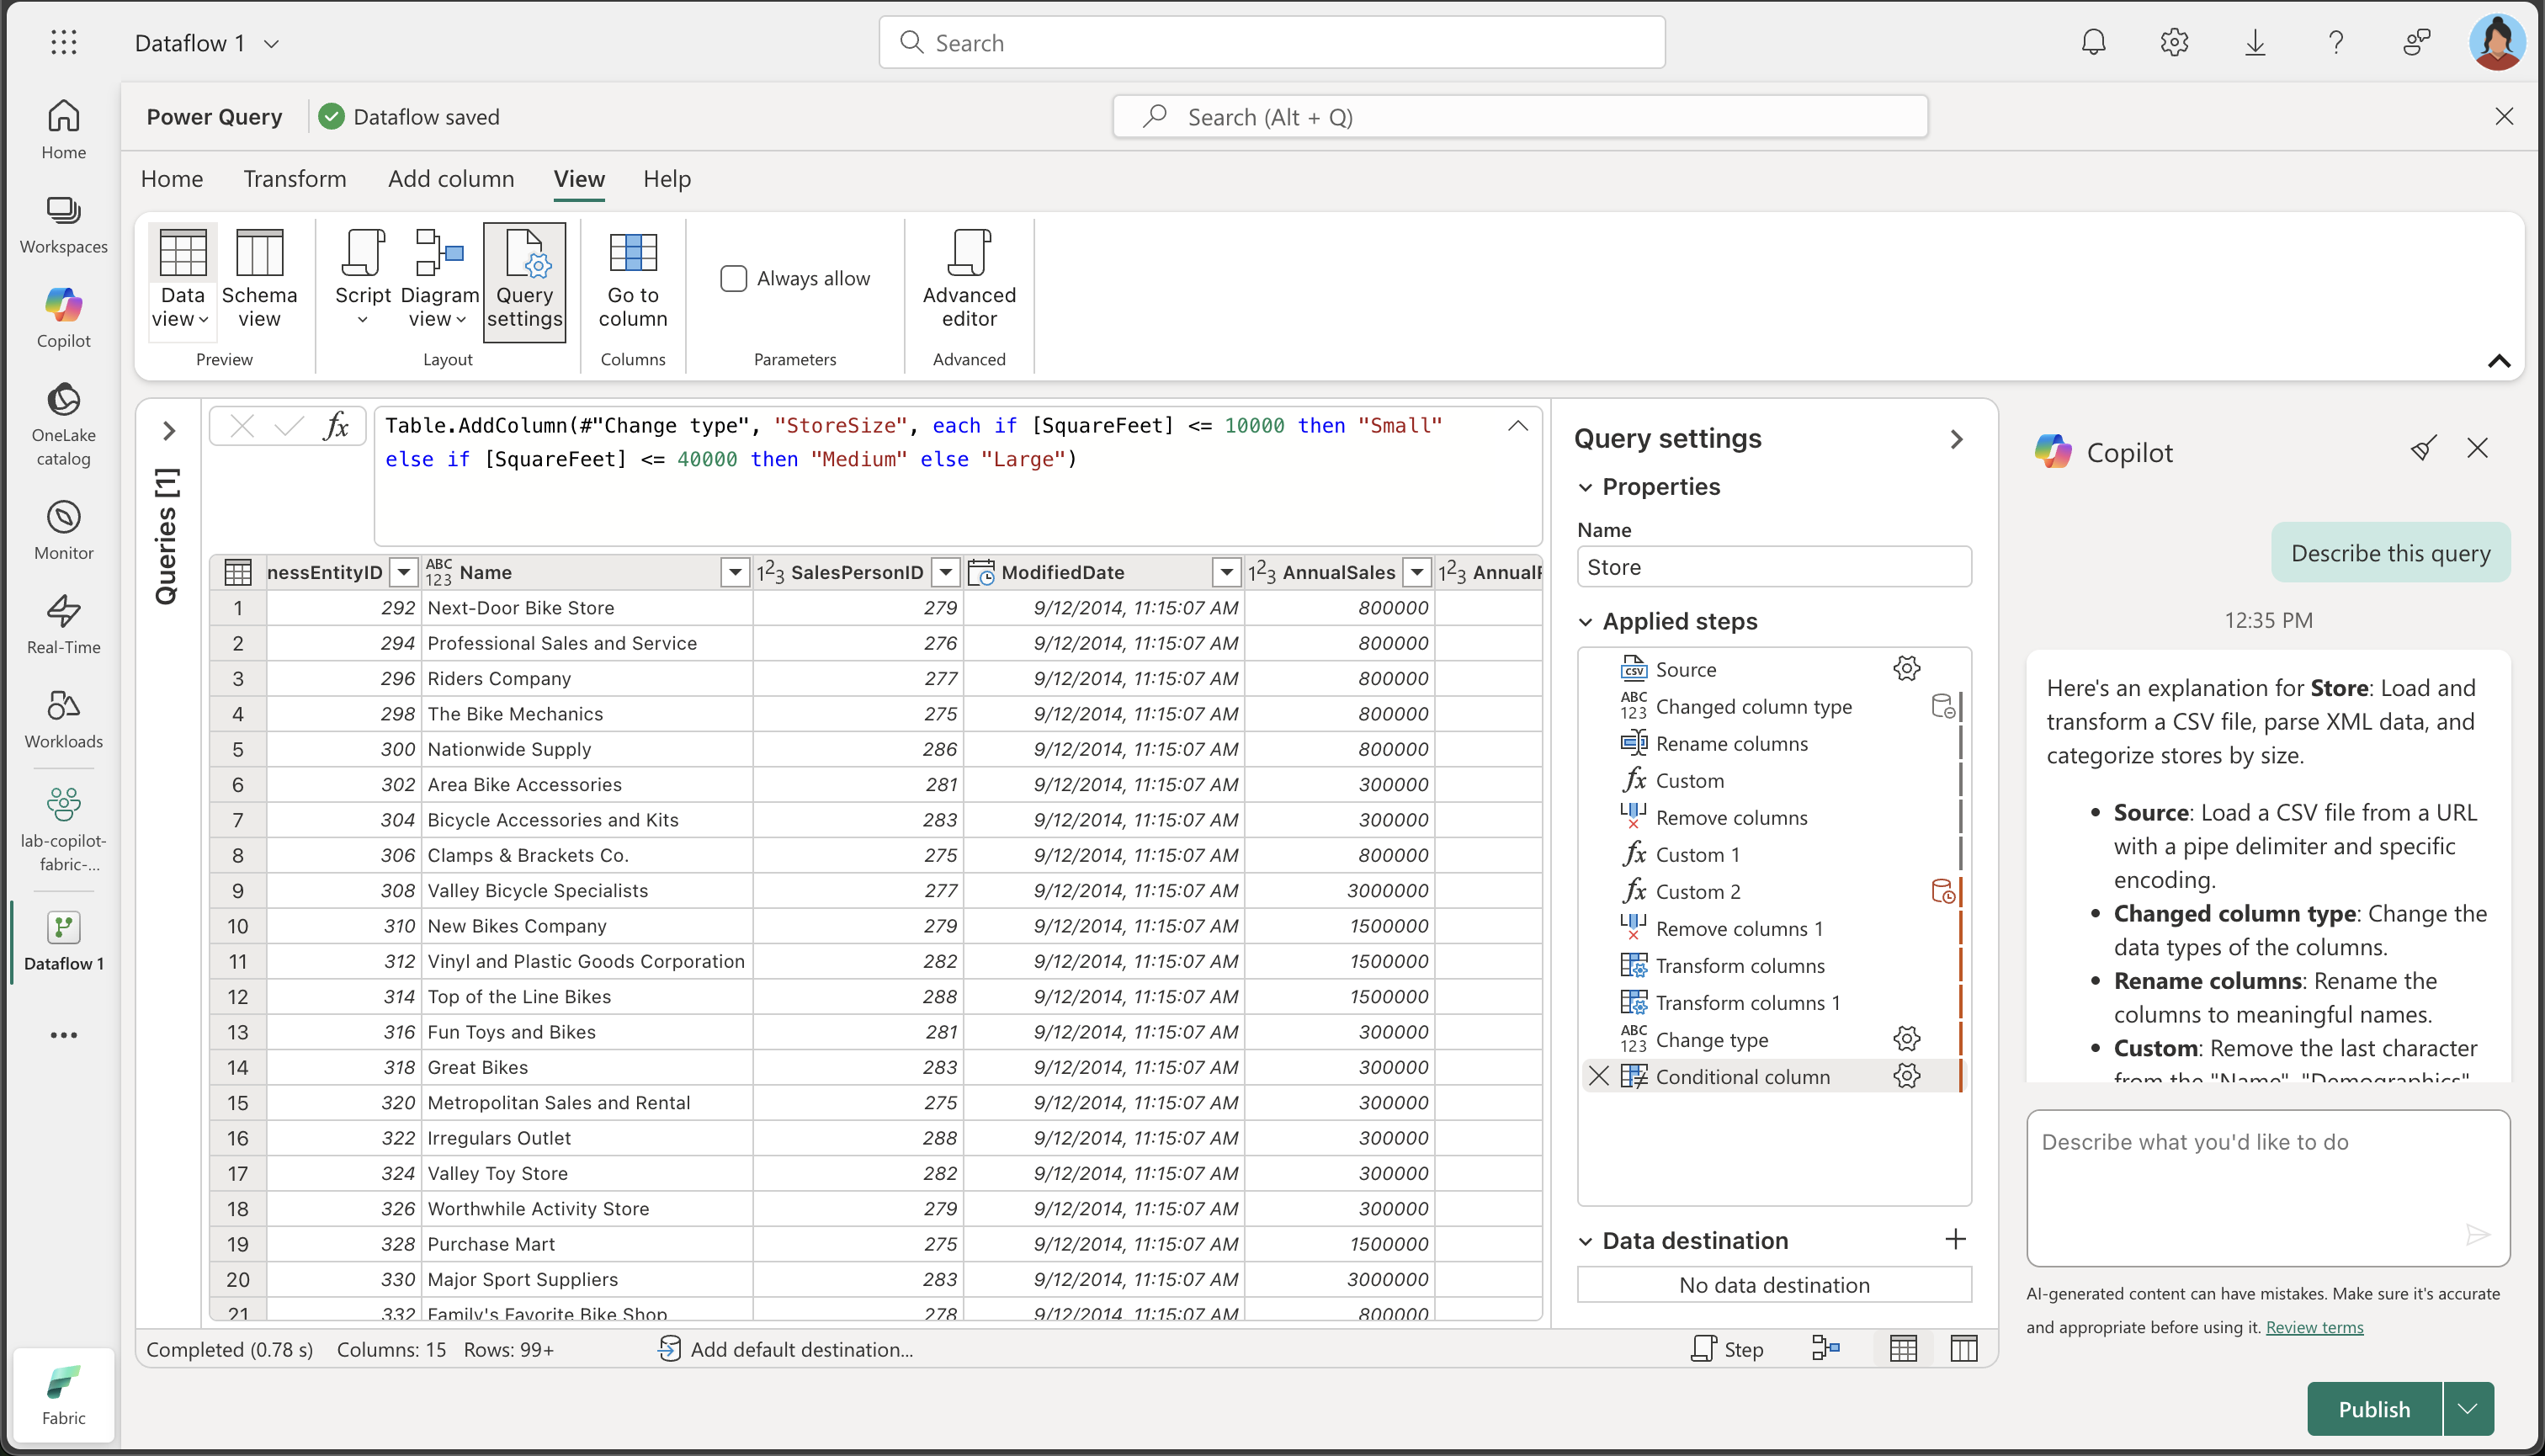 Dataflow 1
Search
Home
Workspaces
Copilot
OneLake
catalog
Monitor
Real-Time
Workloads
lab-copilot-
fabric-...
Dataflow 1
Fabric
Power Query
Dataflow saved
Search (Alt + Q)
Home Transform Add column View Help
Data
view
Schema
view
Preview
Script
Diagram
view
Query
settings
Layout
Go to
column
Columns
Always allow
Parameters
Advanced
editor
Advanced
Queries [1]
fx
Table.AddColumn(#"Change type", "StoreSize", each if [SquareFeet] <= 10000 then "Small"
else if [SquareFeet] <= 40000 then "Medium" else "Large")
nessEntityID ABC 123 Name 123 SalesPersonID ModifiedDate 123 AnnualSales 123 AnnualR
1 292 Next-Door Bike Store 279 9/12/2014, 11:15:07 AM 800000
2 294 Professional Sales and Service 276 9/12/2014, 11:15:07 AM 800000
3 296 Riders Company 277 9/12/2014, 11:15:07 AM 800000
4 298 The Bike Mechanics 275 9/12/2014, 11:15:07 AM 800000
5 300 Nationwide Supply 286 9/12/2014, 11:15:07 AM 800000
6 302 Area Bike Accessories 281 9/12/2014, 11:15:07 AM 300000
7 304 Bicycle Accessories and Kits 283 9/12/2014, 11:15:07 AM 300000
8 306 Clamps & Brackets Co. 275 9/12/2014, 11:15:07 AM 800000
9 308 Valley Bicycle Specialists 277 9/12/2014, 11:15:07 AM 3000000
10 310 New Bikes Company 279 9/12/2014, 11:15:07 AM 1500000
11 312 Vinyl and Plastic Goods Corporation 282 9/12/2014, 11:15:07 AM 1500000
12 314 Top of the Line Bikes 288 9/12/2014, 11:15:07 AM 1500000
13 316 Fun Toys and Bikes 281 9/12/2014, 11:15:07 AM 300000
14 318 Great Bikes 283 9/12/2014, 11:15:07 AM 300000
15 320 Metropolitan Sales and Rental 275 9/12/2014, 11:15:07 AM 300000
16 322 Irregulars Outlet 288 9/12/2014, 11:15:07 AM 300000
17 324 Valley Toy Store 282 9/12/2014, 11:15:07 AM 300000
18 326 Worthwhile Activity Store 279 9/12/2014, 11:15:07 AM 300000
19 328 Purchase Mart 275 9/12/2014, 11:15:07 AM 1500000
20 330 Major Sport Suppliers 283 9/12/2014, 11:15:07 AM 3000000
21 332 Family's Favorite Bike Shop 278 9/12/2014, 11:15:07 AM 800000
Completed (0.78 s) Columns: 15 Rows: 99+
Add default destination...
Step
Query settings
Properties
Name
Store
Applied steps
CSV Source
ABC 123 Changed column type
Rename columns
fx Custom
Remove columns
fx Custom 1
fx Custom 2
Remove columns 1
Transform columns
Transform columns 1
ABC 123 Change type
Conditional column
Data destination
No data destination
Copilot
Describe this query
12:35 PM
Here's an explanation for Store: Load and
transform a CSV file, parse XML data, and
categorize stores by size.
• Source: Load a CSV file from a URL
with a pipe delimiter and specific
encoding.
• Changed column type: Change the
data types of the columns.
• Rename columns: Rename the
columns to meaningful names.
• Custom: Remove the last character
from the "Name", "Demographics",
Describe what you'd like to do
AI-generated content can have mistakes. Make sure it's accurate
and appropriate before using it. Review terms
Publish